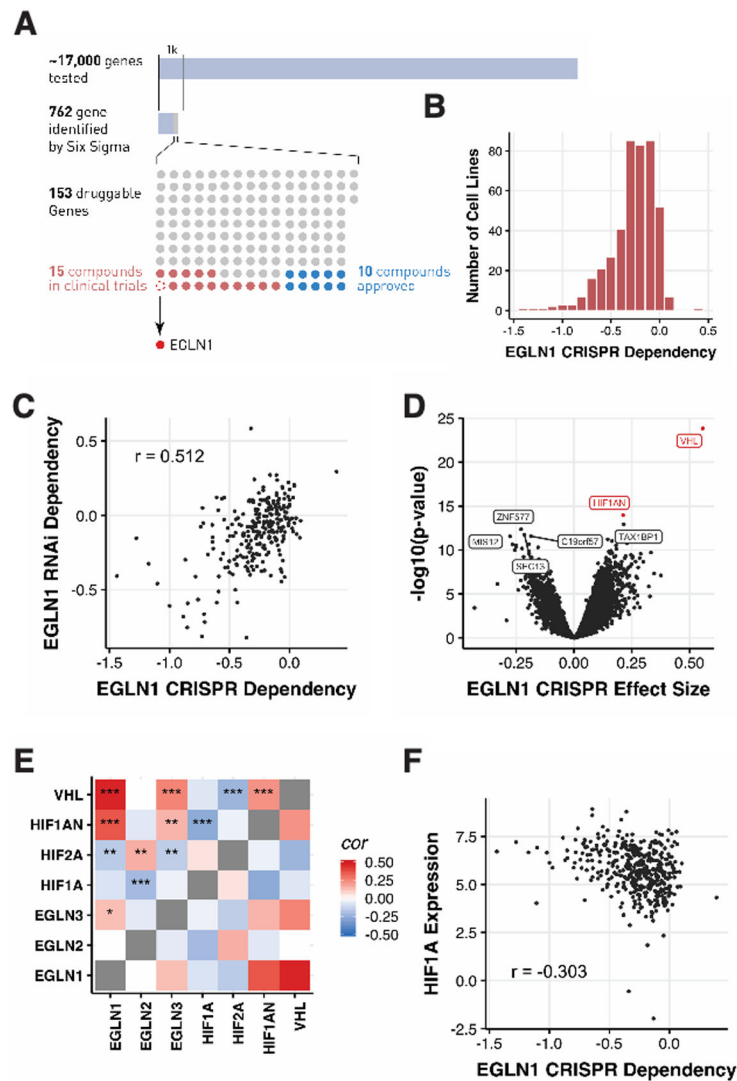 A
1k
~17,000 genes
tested
762 gene
identified
by Six Sigma
153 druggable
Genes
15 compounds
in clinical trials
10 compounds
approved
EGLN1
B
Number of Cell Lines
80
60
40
20
0
-1.5
-1.0
-0.5
0.0
0.5
EGLN1 CRISPR Dependency
C
EGLN1 RNAi Dependency
r = 0.512
0.5
0.0
-0.5
-1.5
-1.0
-0.5
0.0
EGLN1 CRISPR Dependency
D
-log10(p-value)
25
20
15
10
5
0
VHL
HIF1AN
ZNF577
MIS12
C19orf57
TAX1BP1
-0.25
0.00
0.25
0.50
EGLN1 CRISPR Effect Size
E
VHL
*** *** *** ***
HIF1AN
*** ** ***
HIF2A
** ** **
HIF1A
***
EGLN3
*
EGLN2
EGLN1
EGLN1
EGLN2
EGLN3
HIF1A
HIF2A
HIF1AN
VHL
cor
0.50
0.25
0.00
-0.25
-0.50
F
HIF1A Expression
7.5
5.0
2.5
0.0
-2.5
r = -0.303
-1.5
-1.0
-0.5
0.0
EGLN1 CRISPR Dependency